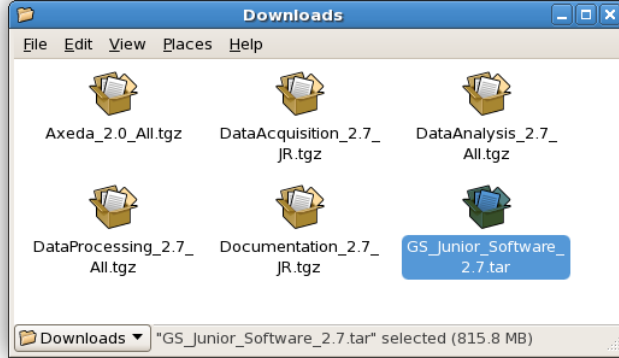 Downloads
File Edit View Places Help
Axeda_2.0_All.tgz
DataAcquisition_2.7_
JR.tgz
DataAnalysis_2.7_
All.tgz
DataProcessing_2.7_
All.tgz
Documentation_2.7_
JR.tgz
GS_Junior_Software_
2.7.tar
Downloads "GS_Junior_Software_2.7.tar" selected (815.8 MB)